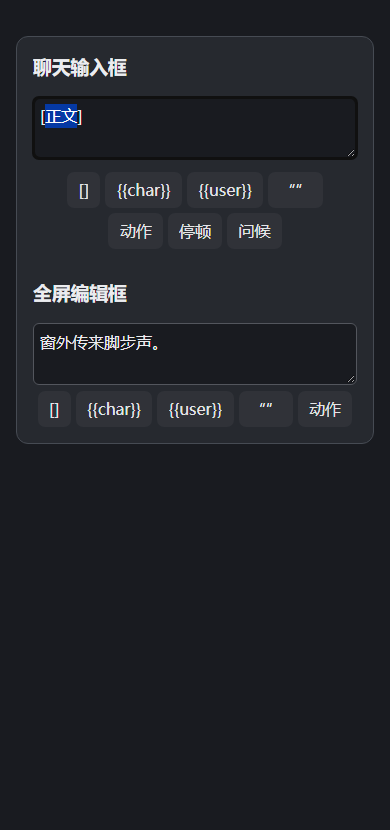 聊天输入框
[正文]
[] {{char}} {{user}} “”
动作 停顿 问候
全屏编辑框
窗外传来脚步声。
[] {{char}} {{user}} “” 动作